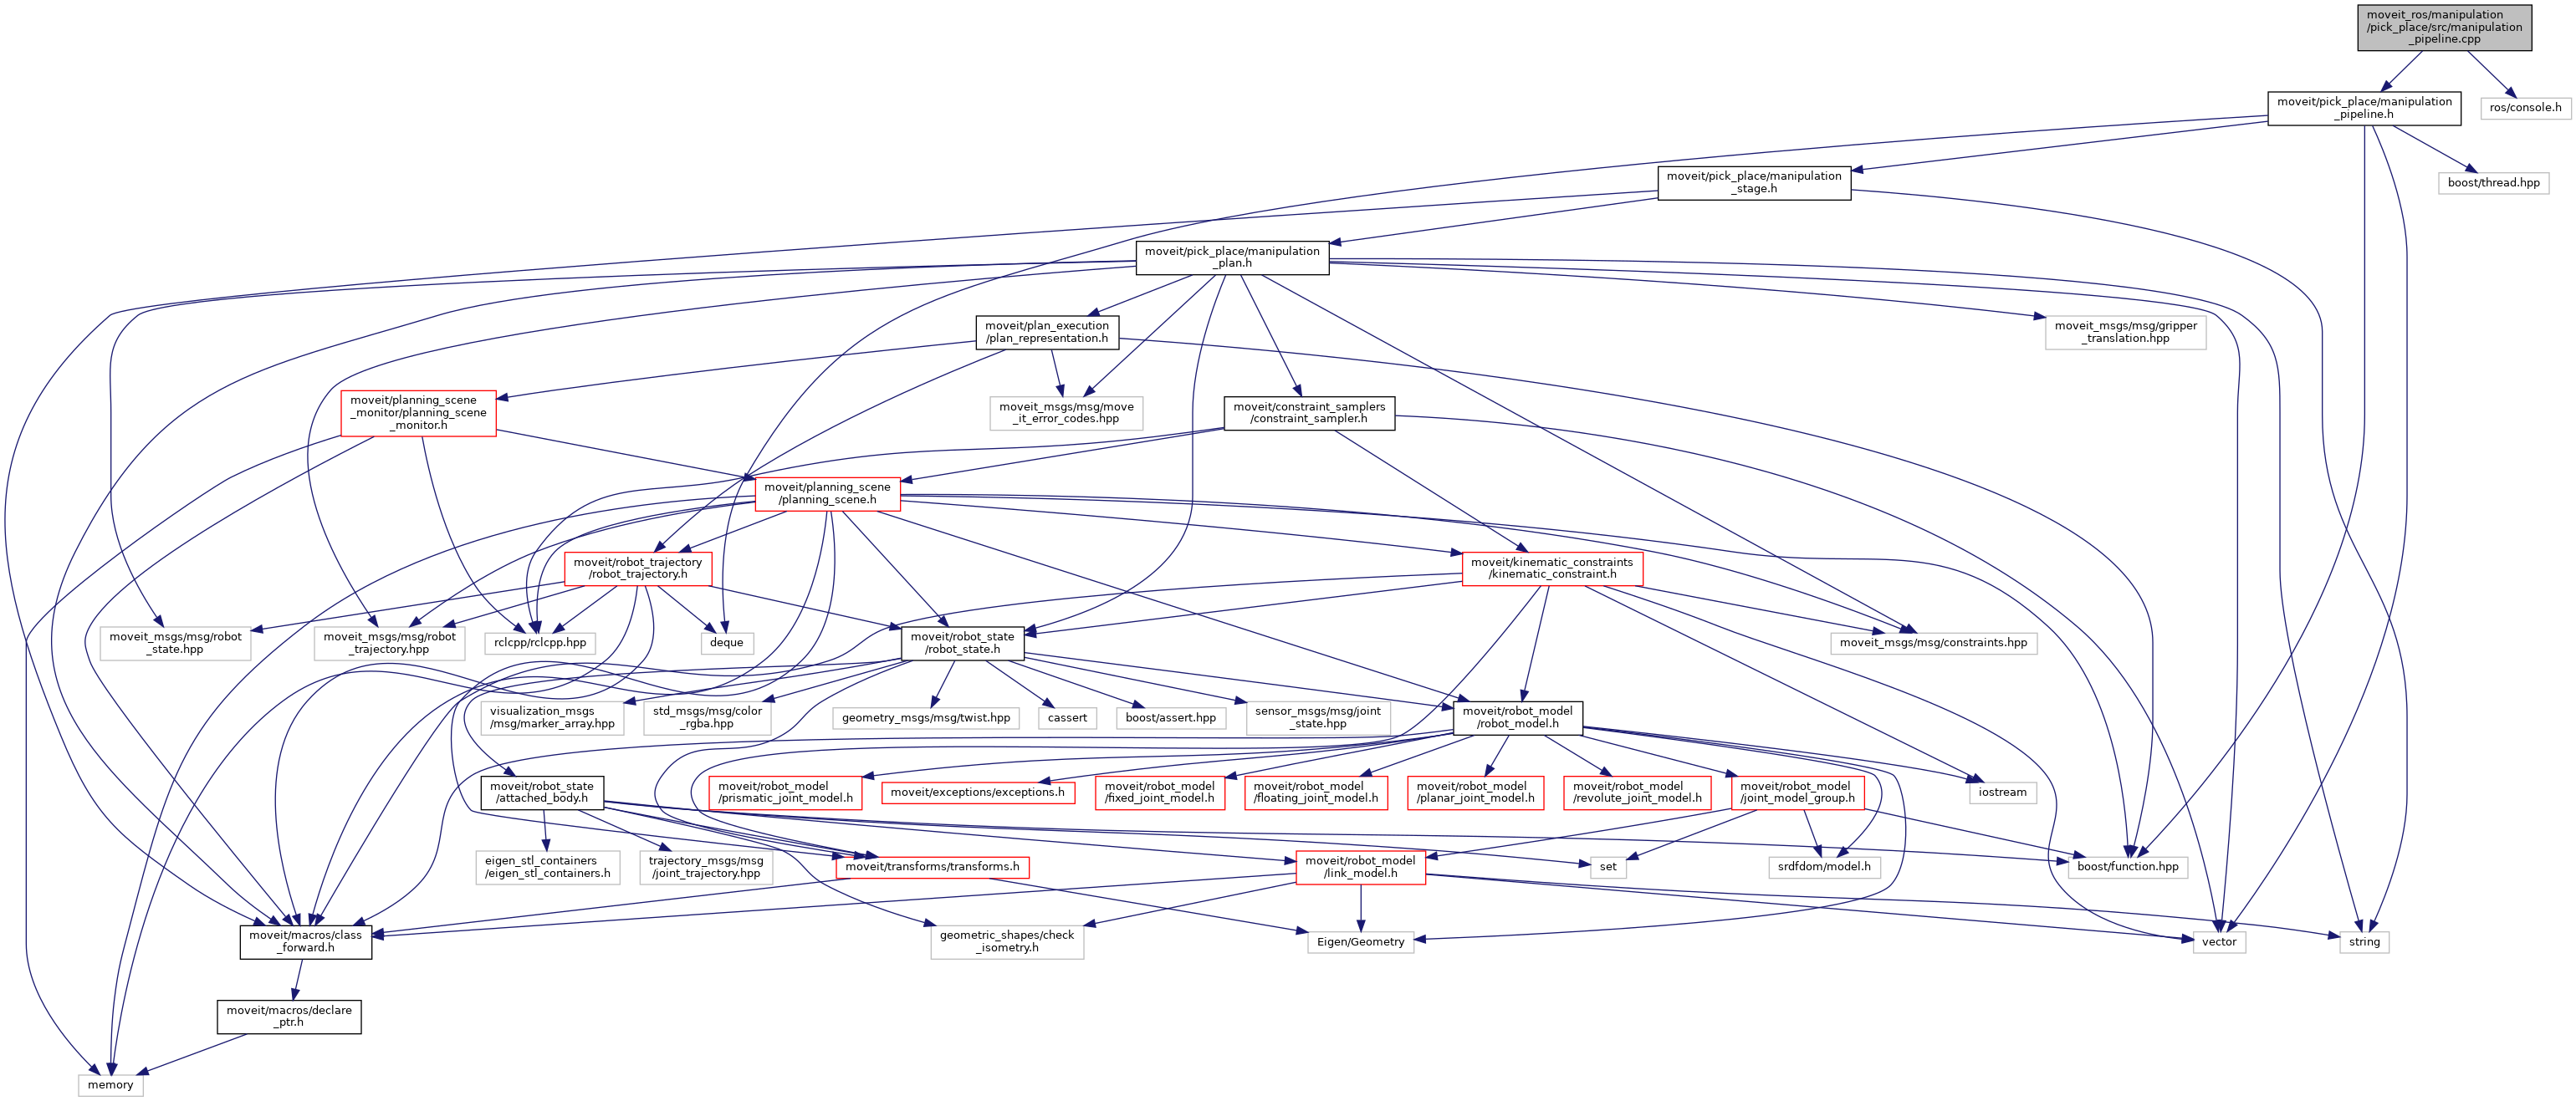 moveit_ros/manipulation
/pick_place/src/manipulation
_pipeline.cpp
moveit/pick_place/manipulation
_pipeline.h
ros/console.h
moveit/pick_place/manipulation
_stage.h
boost/thread.hpp
moveit/pick_place/manipulation
_plan.h
moveit/plan_execution
/plan_representation.h
moveit_msgs/msg/gripper
_translation.hpp
moveit/planning_scene
_monitor/planning_scene
_monitor.h
moveit_msgs/msg/move
_it_error_codes.hpp
moveit/constraint_samplers
/constraint_sampler.h
moveit/planning_scene
/planning_scene.h
moveit/robot_trajectory
/robot_trajectory.h
moveit/kinematic_constraints
/kinematic_constraint.h
moveit_msgs/msg/robot
_state.hpp
moveit_msgs/msg/robot
_trajectory.hpp
rclcpp/rclcpp.hpp
deque
moveit/robot_state
/robot_state.h
moveit_msgs/msg/constraints.hpp
visualization_msgs
/msg/marker_array.hpp
std_msgs/msg/color
_rgba.hpp
geometry_msgs/msg/twist.hpp
cassert
boost/assert.hpp
sensor_msgs/msg/joint
_state.hpp
moveit/robot_model
/robot_model.h
moveit/robot_state
/attached_body.h
moveit/robot_model
/prismatic_joint_model.h
moveit/exceptions/exceptions.h
moveit/robot_model
/fixed_joint_model.h
moveit/robot_model
/floating_joint_model.h
moveit/robot_model
/planar_joint_model.h
moveit/robot_model
/revolute_joint_model.h
moveit/robot_model
/joint_model_group.h
iostream
eigen_stl_containers
/eigen_stl_containers.h
trajectory_msgs/msg
/joint_trajectory.hpp
moveit/transforms/transforms.h
moveit/robot_model
/link_model.h
set
srdfdom/model.h
boost/function.hpp
moveit/macros/class
_forward.h
geometric_shapes/check
_isometry.h
Eigen/Geometry
vector
string
moveit/macros/declare
_ptr.h
memory